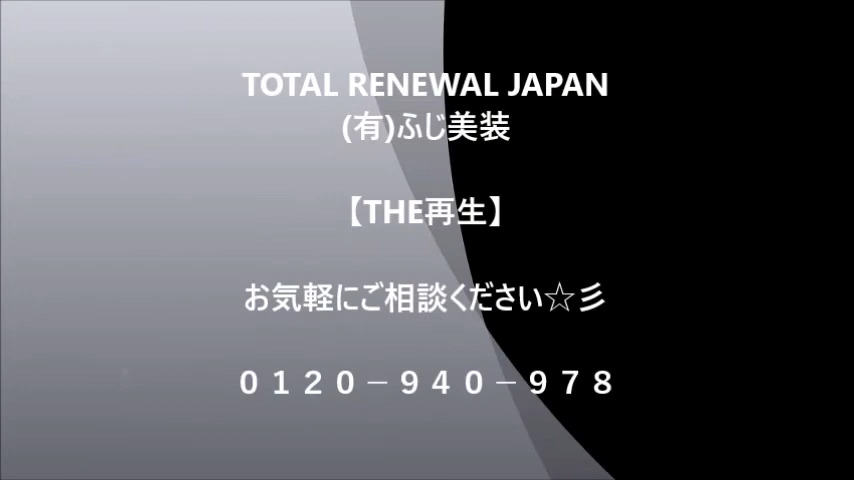 TOTAL RENEWAL JAPAN
(有)ふじ美装
【THE再生】
お気軽にご相談ください☆彡
０１２０－９４０－９７８